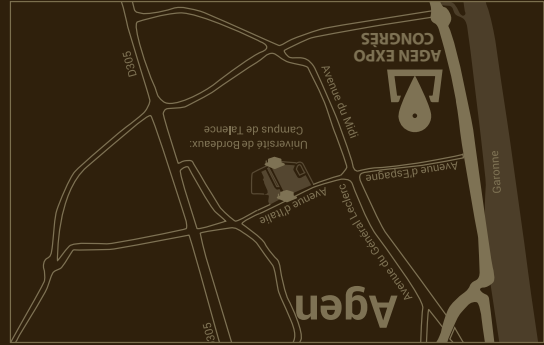 Agen
Avenue du Général Leclerc
D305
Avenue d'Italie
Avenue d'Espagne
Garonne
Université de Bordeaux:
Campus de Talence
Avenue du Midi
AGEN EXPO
CONGRÈS
D305